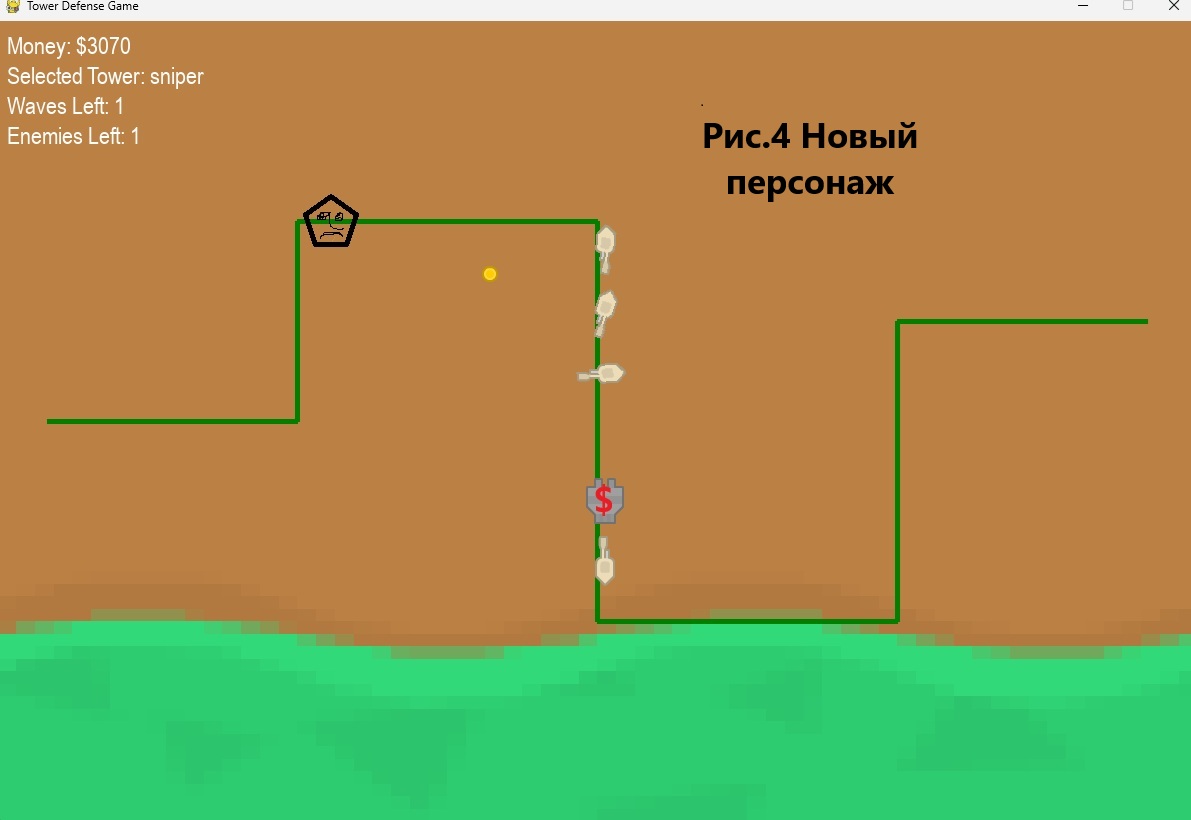 Tower Defense Game
Money: $3070
Selected Tower: sniper
Waves Left: 1
Enemies Left: 1
Рис.4 Новый
персонаж
$